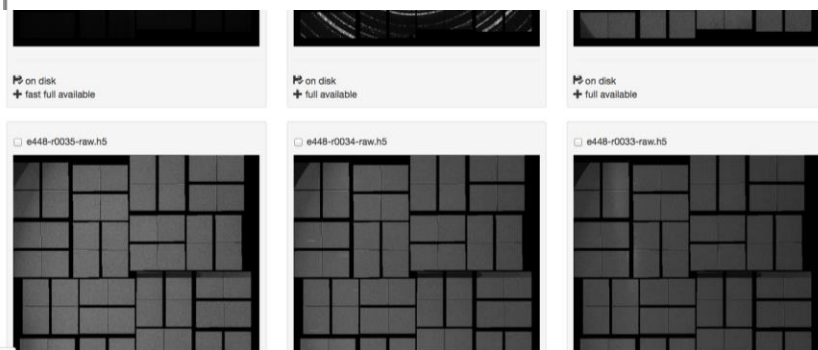 on disk
fast full available
on disk
full available
on disk
full available
e448-r0035-raw.h5
e448-r0034-raw.h5
e448-r0033-raw.h5